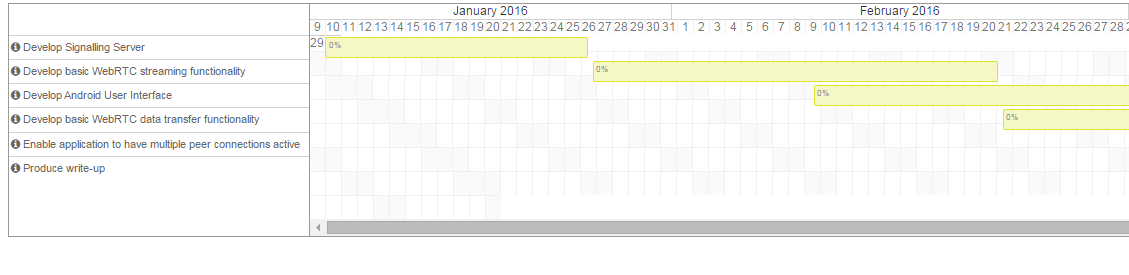 January 2016 February 2016
9 10 11 12 13 14 15 16 17 18 19 20 21 22 23 24 25 26 27 28 29 30 31 1 2 3 4 5 6 7 8 9 10 11 12 13 14 15 16 17 18 19 20 21 22 23 24 25 26 27 28
29
Develop Signalling Server 0%
Develop basic WebRTC streaming functionality 0%
Develop Android User Interface 0%
Develop basic WebRTC data transfer functionality 0%
Enable application to have multiple peer connections active
Produce write-up